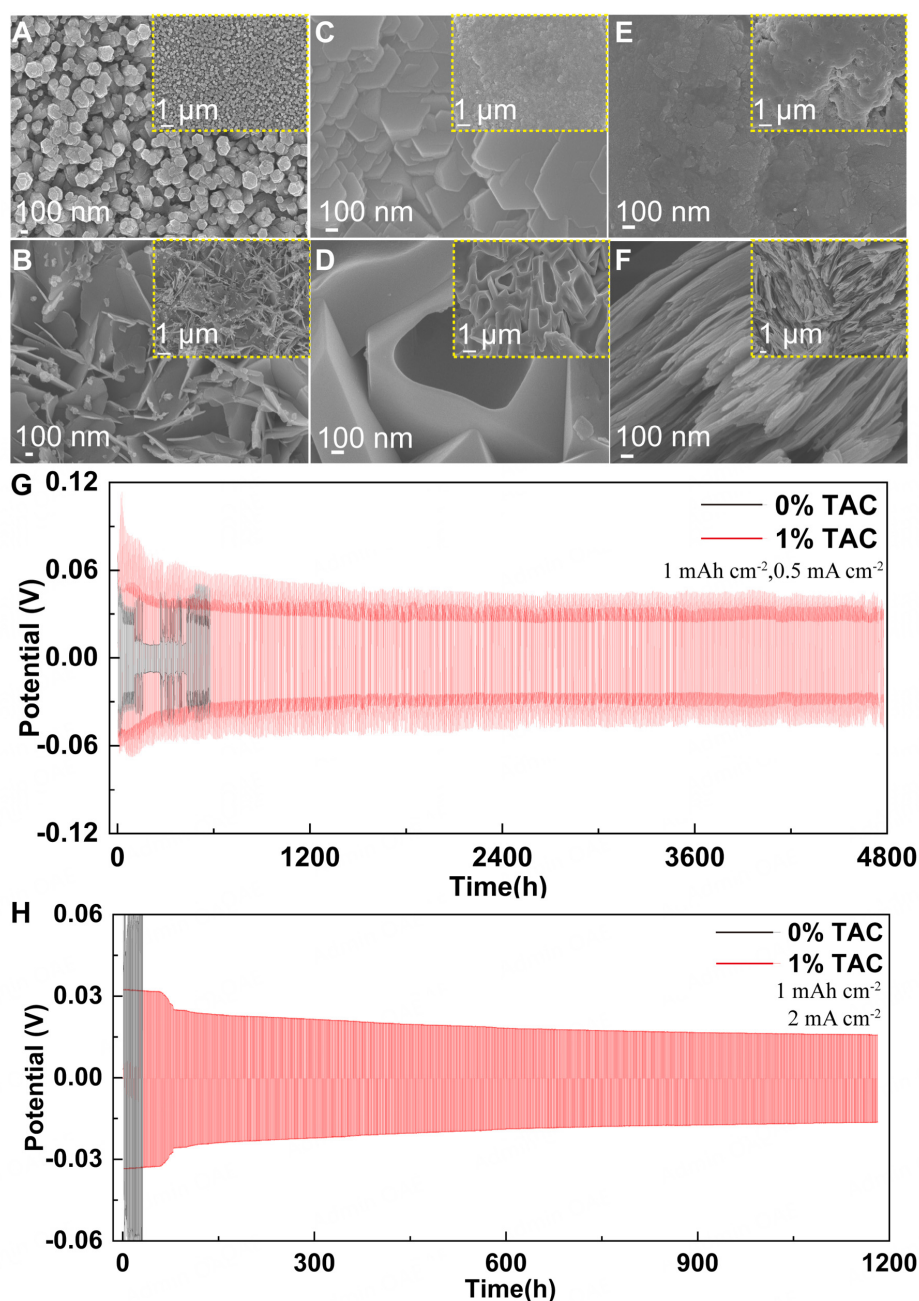 A
1 μm
100 nm
C
1 μm
100 nm
E
1 μm
100 nm
B
1 μm
100 nm
D
1 μm
100 nm
F
1 μm
100 nm
G
0.12
0.06
0.00
-0.06
-0.12
Potential (V)
0% TAC
1% TAC
1 mAh cm⁻²,0.5 mA cm⁻²
0
1200
2400
3600
4800
Time(h)
H
0.06
0.03
0.00
-0.03
-0.06
Potential (V)
0% TAC
1% TAC
1 mAh cm⁻²
2 mA cm⁻²
0
300
600
900
1200
Time(h)